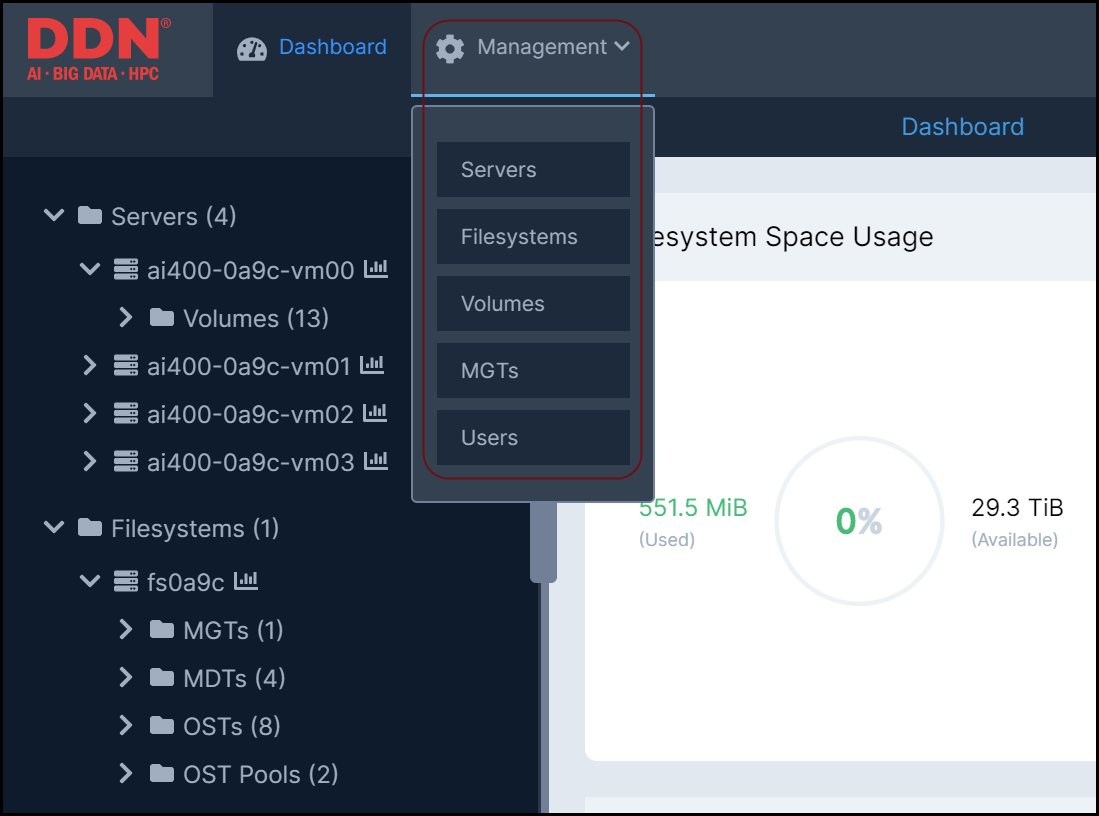 DDN®
AI · BIG DATA · HPC
Dashboard
Management
Dashboard
Servers
Filesystems
Volumes
MGTs
Users
Servers (4)
ai400-0a9c-vm00
Volumes (13)
ai400-0a9c-vm01
ai400-0a9c-vm02
ai400-0a9c-vm03
Filesystems (1)
fs0a9c
MGTs (1)
MDTs (4)
OSTs (8)
OST Pools (2)
esystem Space Usage
551.5 MiB
(Used)
0%
29.3 TiB
(Available)